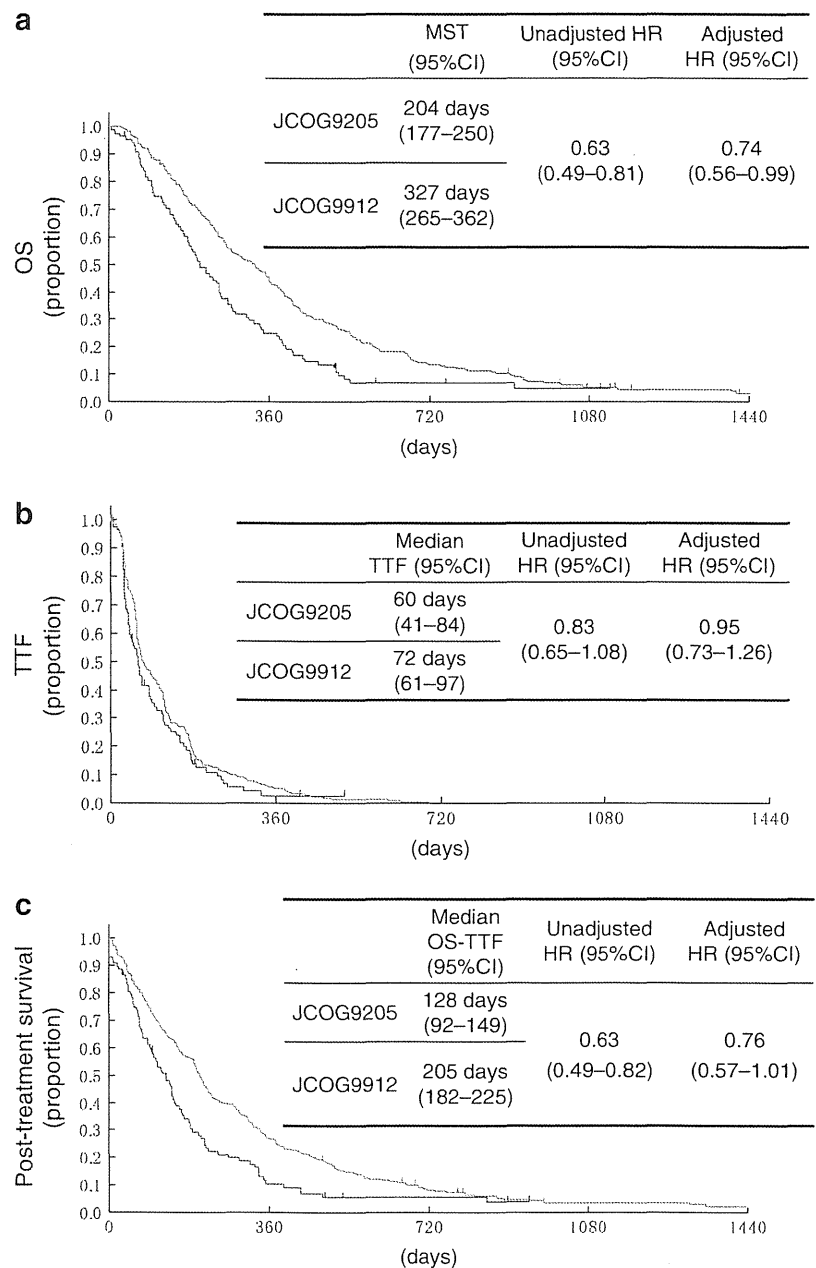 a
MST (95%CI)
Unadjusted HR (95%CI)
Adjusted HR (95%CI)
JCOG9205
204 days (177–250)
0.63 (0.49–0.81)
0.74 (0.56–0.99)
JCOG9912
327 days (265–362)
OS (proportion)
1.0
0.9
0.8
0.7
0.6
0.5
0.4
0.3
0.2
0.1
0.0
0
360
720
1080
1440
(days)
b
Median TTF (95%CI)
Unadjusted HR (95%CI)
Adjusted HR (95%CI)
JCOG9205
60 days (41–84)
0.83 (0.65–1.08)
0.95 (0.73–1.26)
JCOG9912
72 days (61–97)
TTF (proportion)
1.0
0.9
0.8
0.7
0.6
0.5
0.4
0.3
0.2
0.1
0.0
0
360
720
1080
1440
(days)
c
Median OS-TTF (95%CI)
Unadjusted HR (95%CI)
Adjusted HR (95%CI)
JCOG9205
128 days (92–149)
0.63 (0.49–0.82)
0.76 (0.57–1.01)
JCOG9912
205 days (182–225)
Post-treatment survival (proportion)
1.0
0.9
0.8
0.7
0.6
0.5
0.4
0.3
0.2
0.1
0.0
0
360
720
1080
1440
(days)